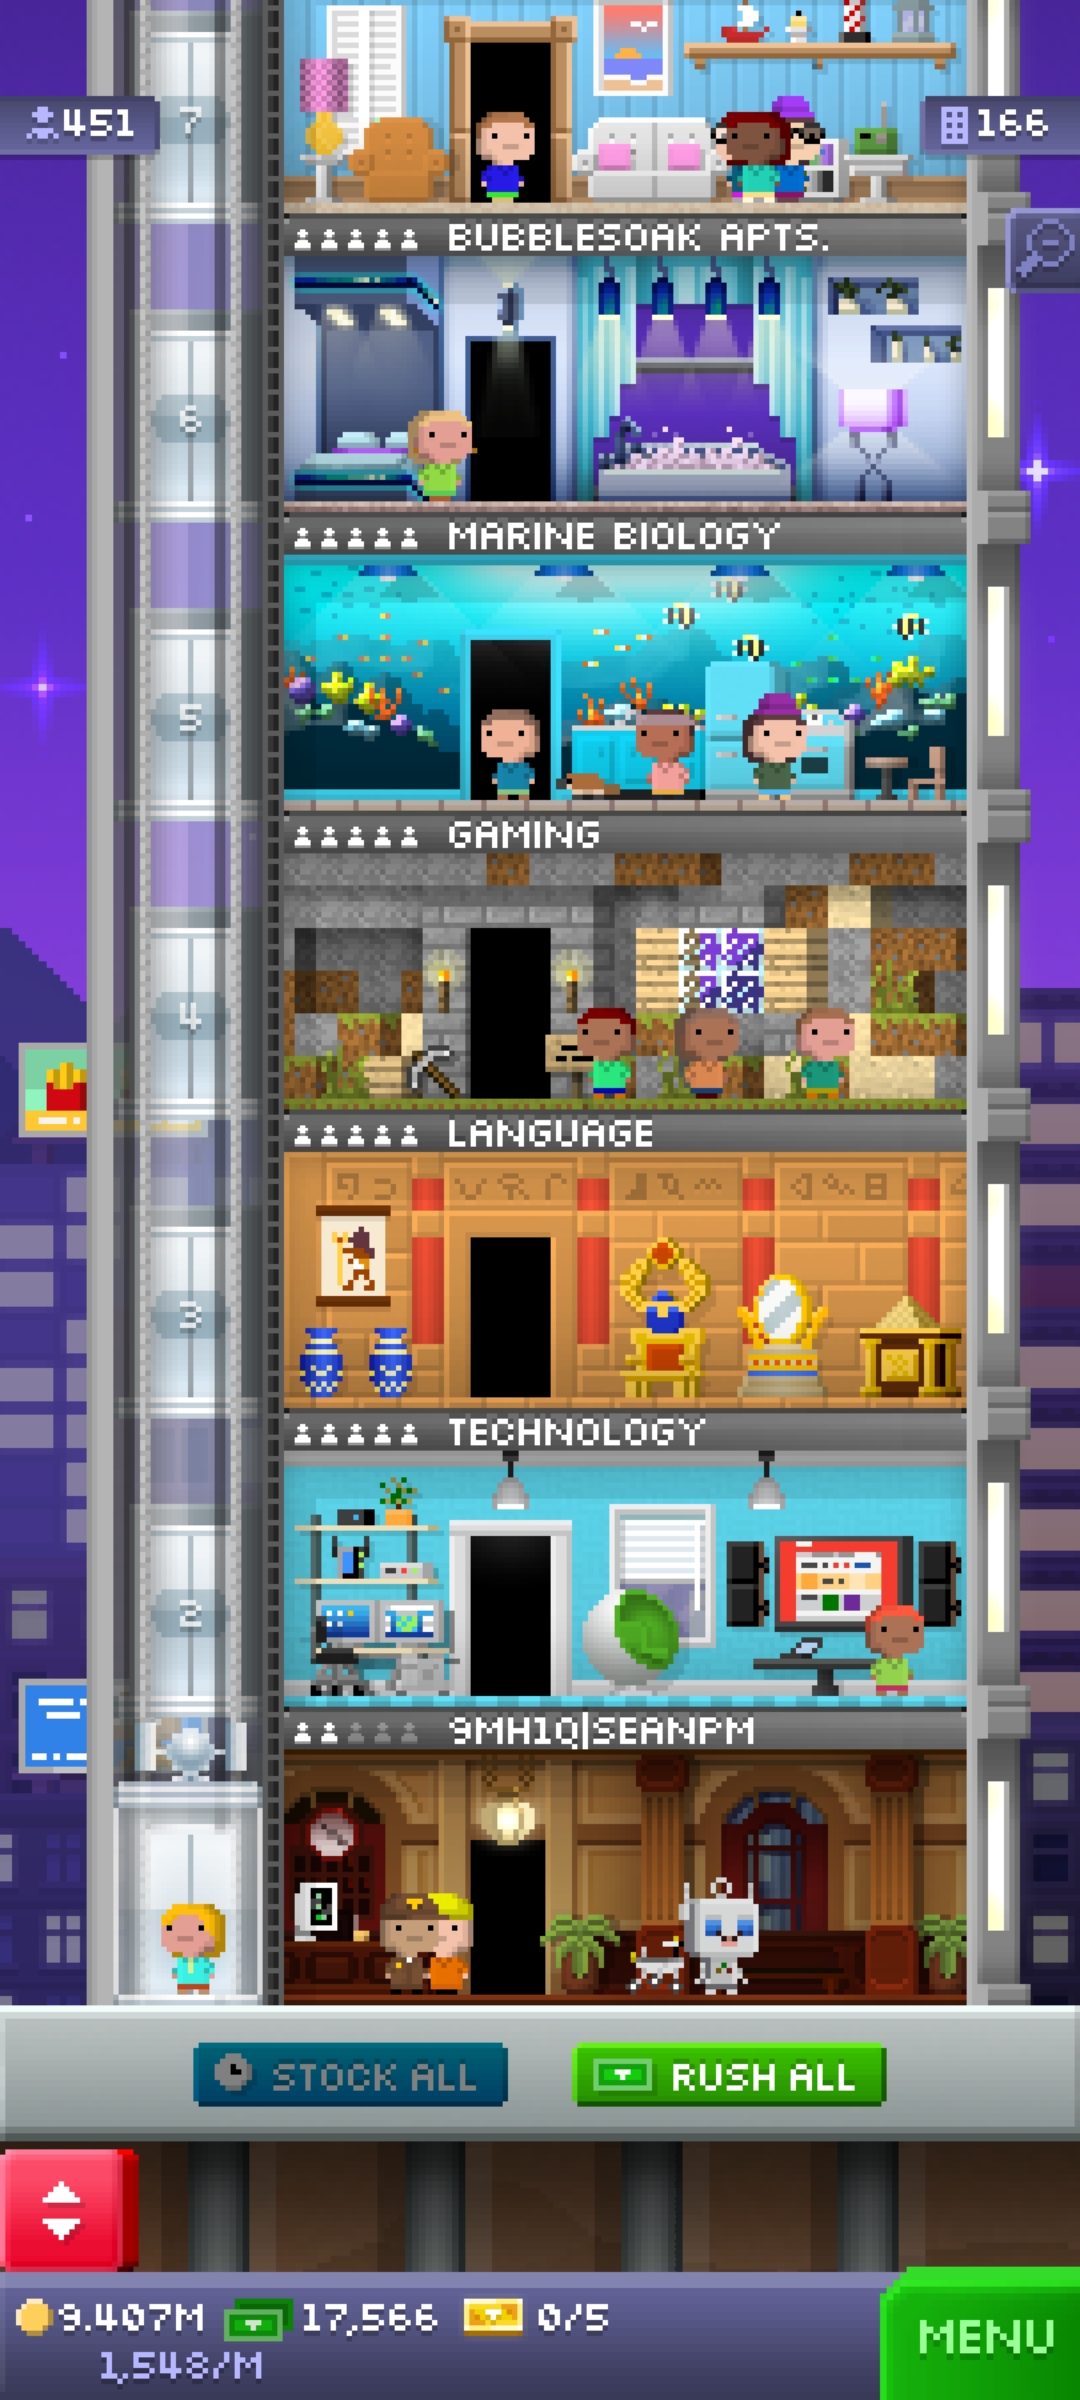 451
7
166
BUBBLESOAK APTS.
6
MARINE BIOLOGY
5
GAMING
4
LANGUAGE
3
TECHNOLOGY
2
9MH1Q|SEANPM
STOCK ALL
RUSH ALL
9.407M
17,566
0/5
1,548/M
MENU